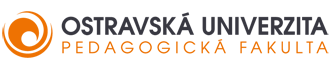 OSTRAVSKÁ UNIVERZITA
PEDAGOGICKÁ FAKULTA